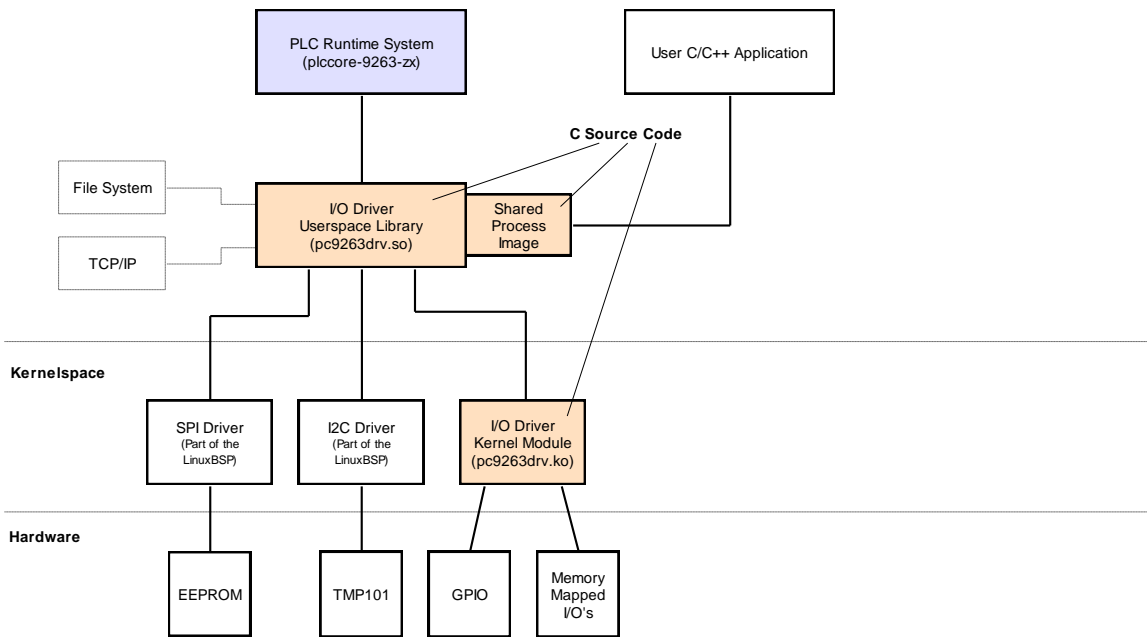 PLC Runtime System
(plccore-9263-zx)
User C/C++ Application
C Source Code
File System
TCP/IP
I/O Driver
Userspace Library
(pc9263drv.so)
Shared
Process
Image
Kernelspace
SPI Driver
(Part of the
LinuxBSP)
I2C Driver
(Part of the
LinuxBSP)
I/O Driver
Kernel Module
(pc9263drv.ko)
Hardware
EEPROM
TMP101
GPIO
Memory
Mapped
I/O's